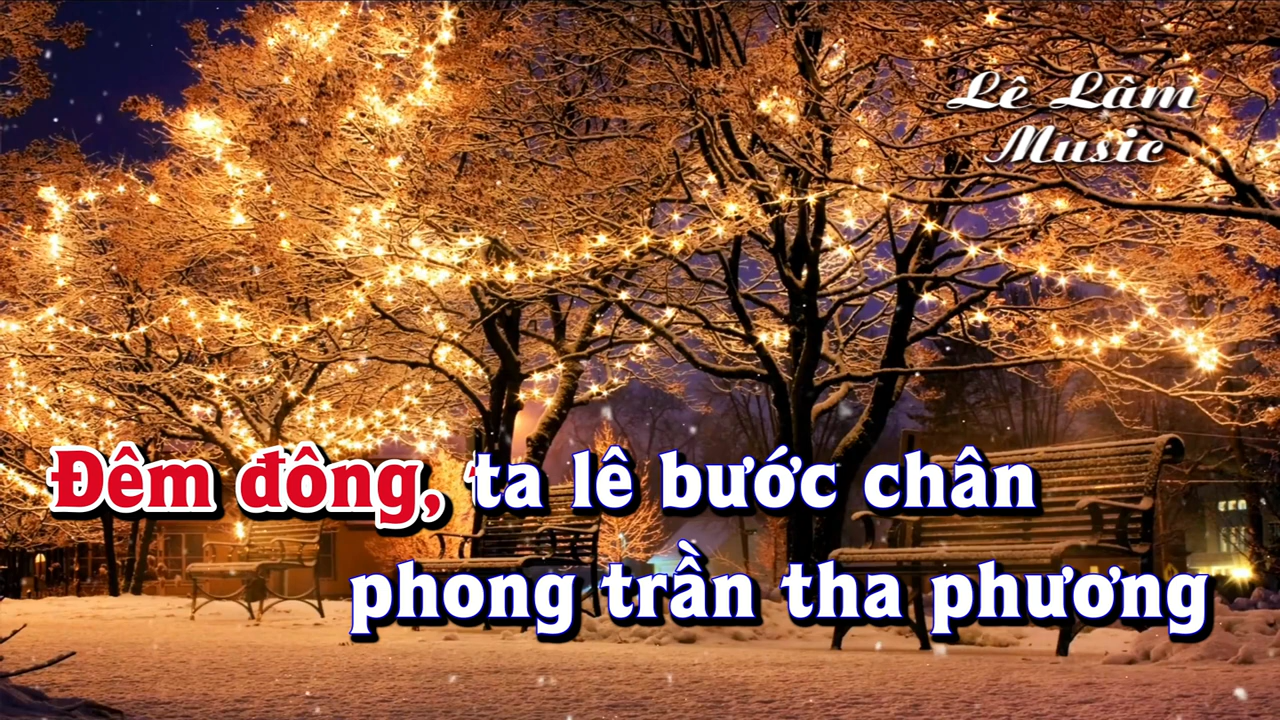 Lê Lâm
Music
Đêm đông, ta lê bước chân
phong trần tha phương